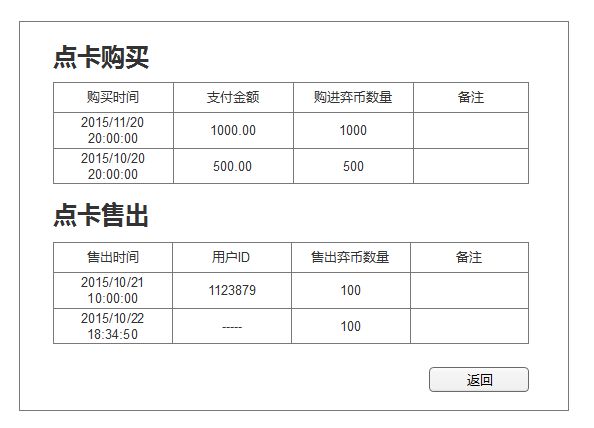 点卡购买
购买时间 支付金额 购进弈币数量 备注
2015/11/20
20:00:00 1000.00 1000
2015/10/20
20:00:00 500.00 500
点卡售出
售出时间 用户ID 售出弈币数量 备注
2015/10/21
10:00:00 1123879 100
2015/10/22
18:34:50 ----- 100
返回